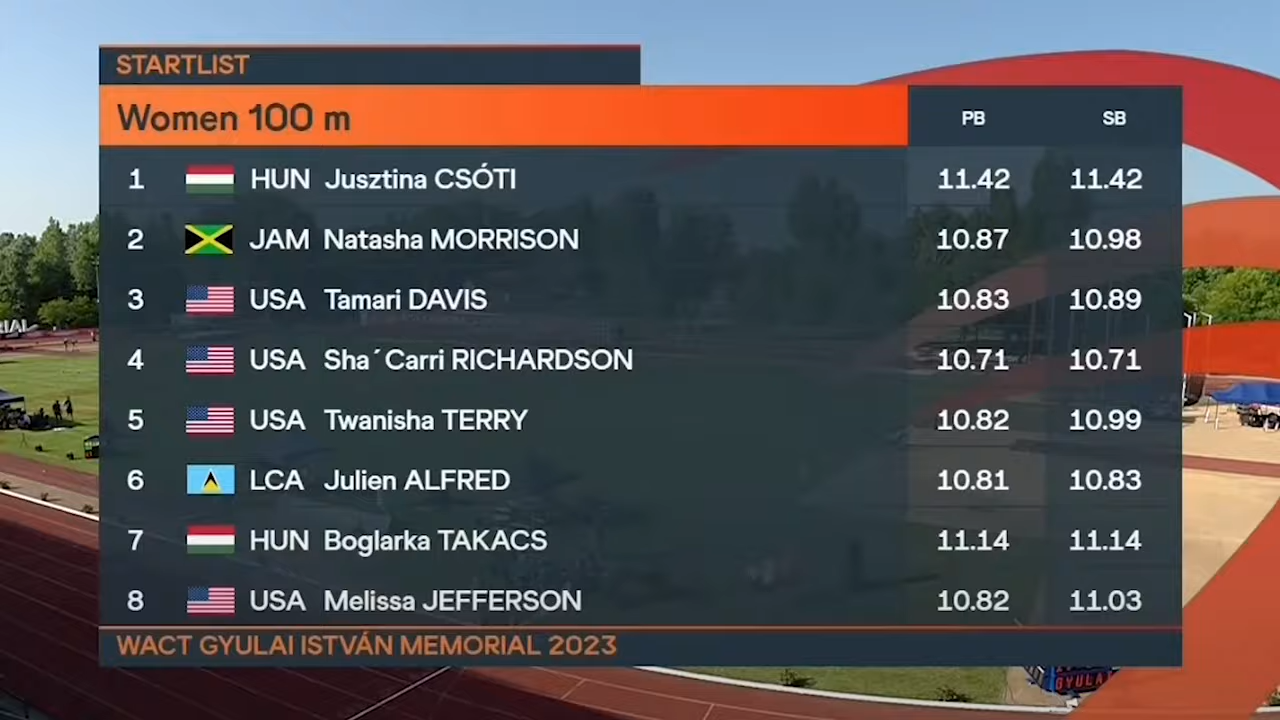 STARTLIST
Women 100 m PB SB
1 HUN Jusztina CSÓTI 11.42 11.42
2 JAM Natasha MORRISON 10.87 10.98
3 USA Tamari DAVIS 10.83 10.89
4 USA Sha´Carri RICHARDSON 10.71 10.71
5 USA Twanisha TERRY 10.82 10.99
6 LCA Julien ALFRED 10.81 10.83
7 HUN Boglarka TAKACS 11.14 11.14
8 USA Melissa JEFFERSON 10.82 11.03
WACT GYULAI ISTVÁN MEMORIAL 2023
GYULAI